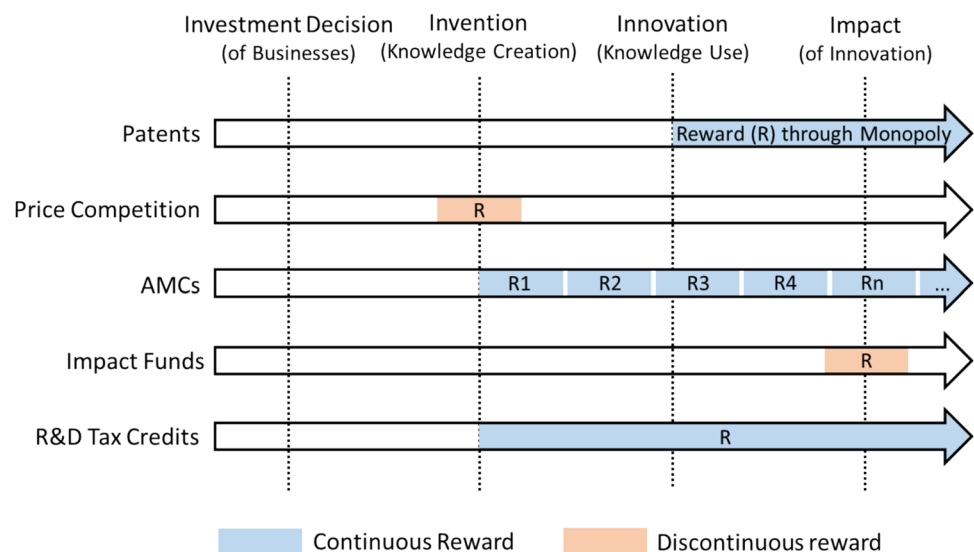 Investment Decision
(of Businesses)
Invention
(Knowledge Creation)
Innovation
(Knowledge Use)
Impact
(of Innovation)
Patents
Reward (R) through Monopoly
Price Competition
R
AMCs
R1 R2 R3 R4 Rn ...
Impact Funds
R
R&D Tax Credits
R
Continuous Reward
Discontinuous reward